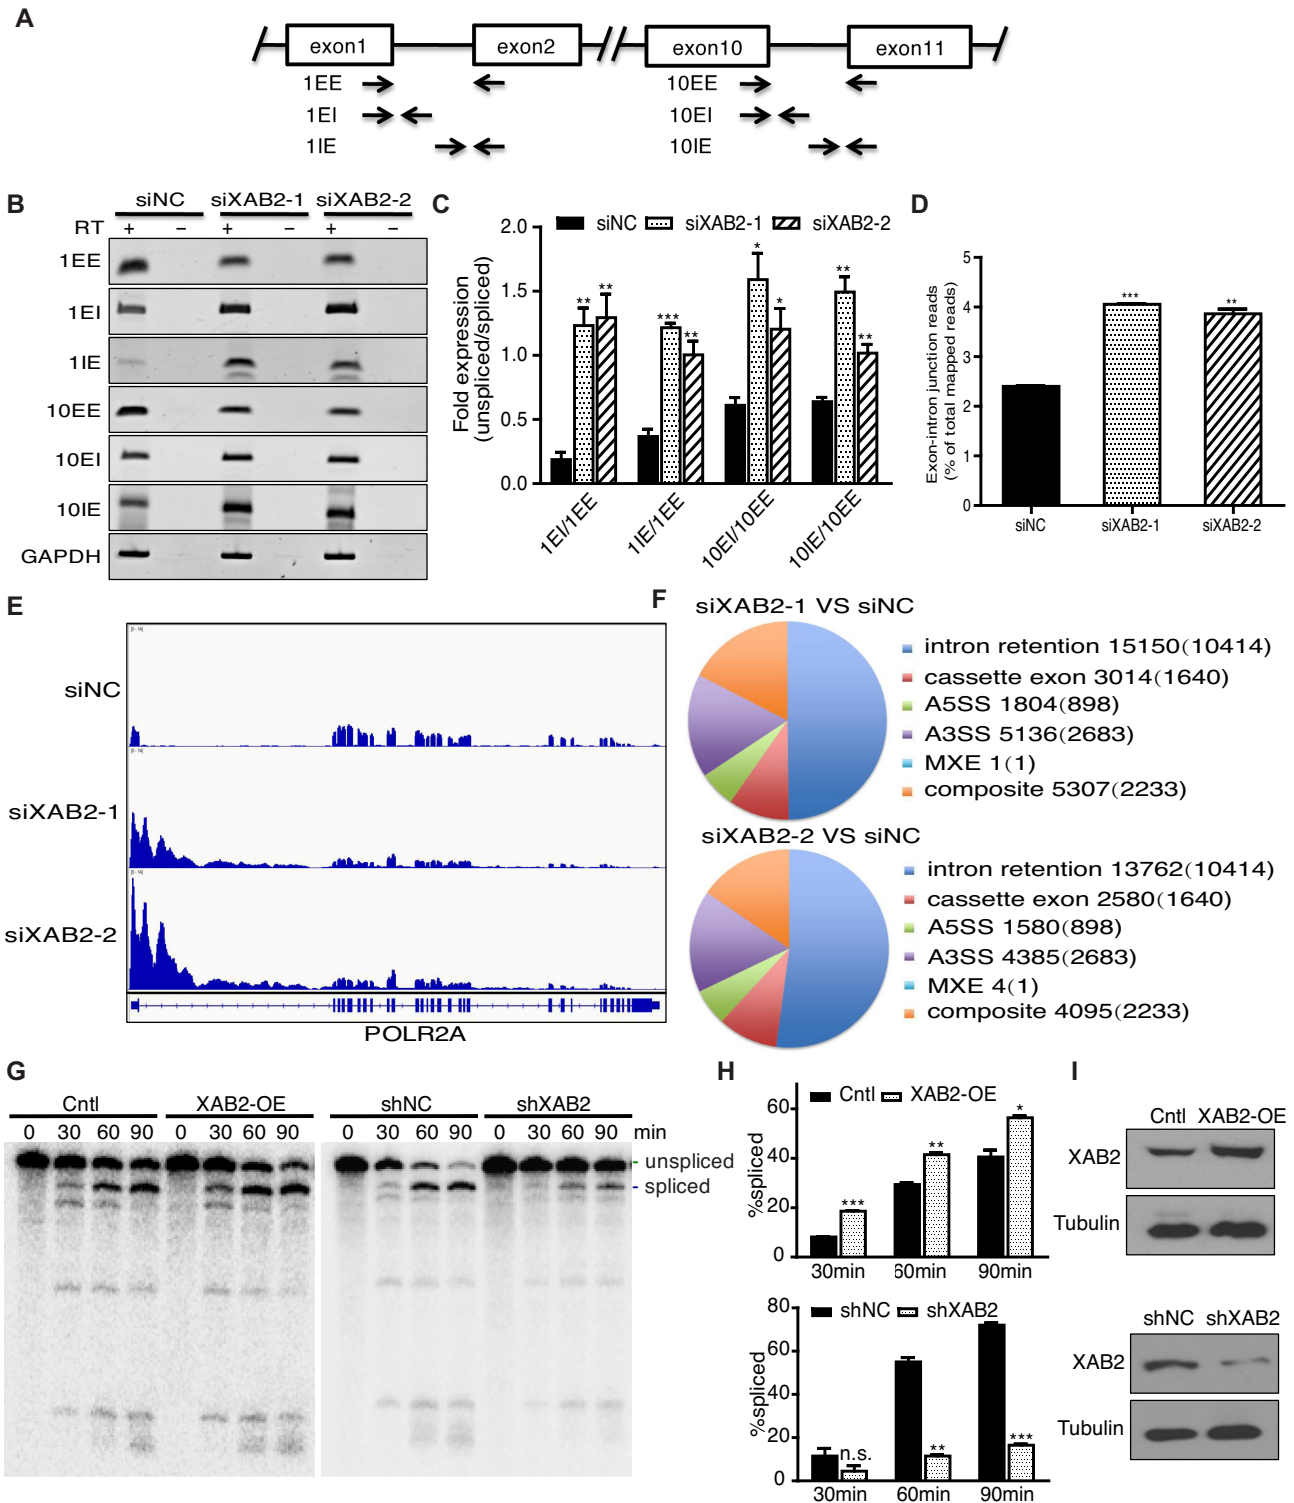 A
exon1 exon2 exon10 exon11
1EE 10EE
1EI 10EI
1IE 10IE
B
siNC siXAB2-1 siXAB2-2
RT + − + − + −
1EE
1EI
1IE
10EE
10EI
10IE
GAPDH
C
siNC siXAB2-1 siXAB2-2
Fold expression
(unspliced/spliced)
2.0
1.5
1.0
0.5
0.0
** **
*** **
* *
** **
1EI/1EE 1IE/1EE 10EI/10EE 10IE/10EE
D
Exon-intron junction reads
(% of total mapped reads)
5
4
3
2
1
0
*** **
siNC siXAB2-1 siXAB2-2
E
siNC
siXAB2-1
siXAB2-2
POLR2A
F
siXAB2-1 VS siNC
intron retention 15150(10414)
cassette exon 3014(1640)
A5SS 1804(898)
A3SS 5136(2683)
MXE 1(1)
composite 5307(2233)
siXAB2-2 VS siNC
intron retention 13762(10414)
cassette exon 2580(1640)
A5SS 1580(898)
A3SS 4385(2683)
MXE 4(1)
composite 4095(2233)
G
Cntl XAB2-OE shNC shXAB2
0 30 60 90 0 30 60 90 0 30 60 90 0 30 60 90 min
unspliced
spliced
H
Cntl XAB2-OE
%spliced
60
40
20
0
*** ** *
30min 60min 90min
shNC shXAB2
%spliced
80
60
40
20
0
n.s. ** ***
30min 60min 90min
I
Cntl XAB2-OE
XAB2
Tubulin
shNC shXAB2
XAB2
Tubulin